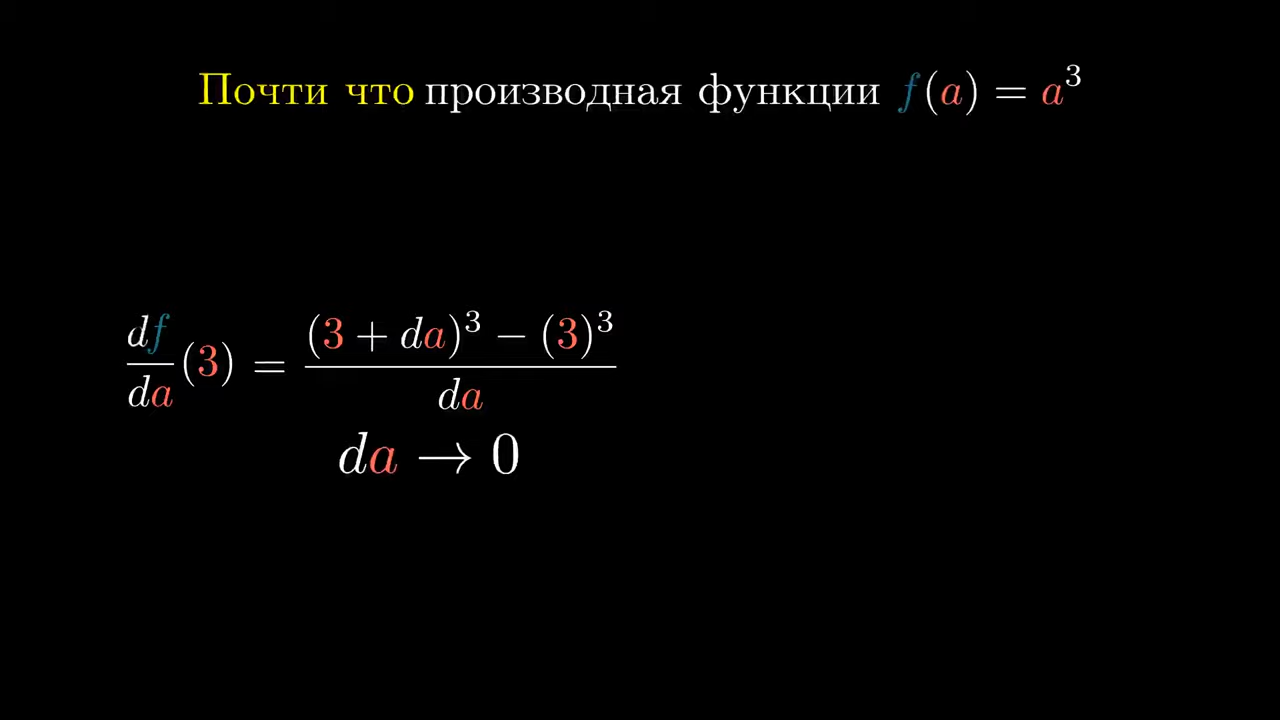 Почти что производная функции f(a) = a³
df/da (3) = ((3 + da)³ − (3)³)/da
da → 0